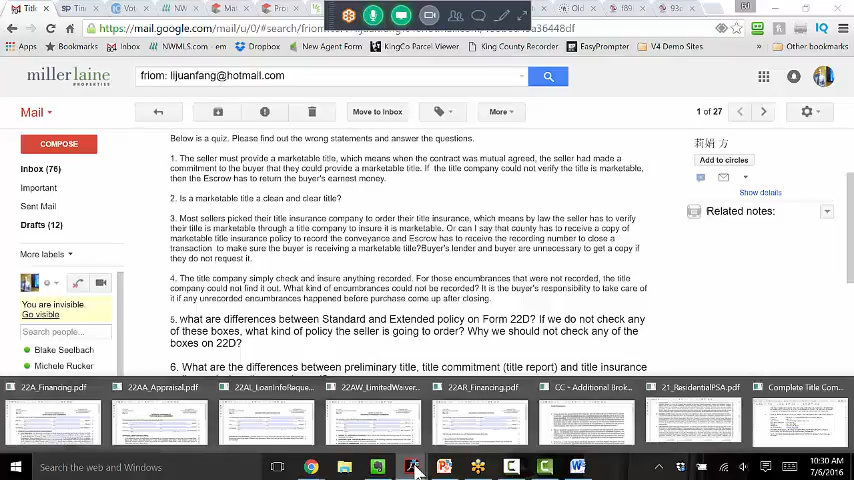 Title
Tim
Vot
NW
Mat
Pro
Old
f89
93c
https://mail.google.com/mail/u/0/#search/from
Apps
Bookmarks
Inbox
NWMLS.com - em
Dropbox
New Agent Form
KingCo Parcel Viewer
King County Recorder
EasyPrompter
V4 Demo Sites
Other bookmarks
millerlaine
PROPERTIES
friom: lijuanfang@hotmail.com
Mail
Move to Inbox
More
1 of 27
COMPOSE
Inbox (76)
Important
Sent Mail
Drafts (12)
More labels
You are invisible.
Go visible
Search people...
Blake Seelbach
Michele Rucker
Below is a quiz. Please find out the wrong statements and answer the questions.
1. The seller must provide a marketable title, which means when the contract was mutual agreed, the seller had made a
commitment to the buyer that they could provide a marketable title. If the title company could not verify the title is marketable,
then the Escrow has to return the buyer's earnest money.
2. Is a marketable title a clean and clear title?
3. Most sellers picked their title insurance company to order their title insurance, which means by law the seller has to verify
their title is marketable through a title company to insure it is marketable. Or can I say that county has to receive a copy of
marketable title insurance policy to record the conveyance and Escrow has to receive the recording number to close a
transaction to make sure the buyer is receiving a marketable title?Buyer's lender and buyer are unnecessary to get a copy if
they do not request it.
4. The title company simply check and insure anything recorded. For those encumbrances that were not recorded, the title
company could not find it out. What kind of encumbrances could not be recorded? It is the buyer's responsibility to take care of
it if any unrecorded encumbrances happened before purchase come up after closing.
5. what are differences between Standard and Extended policy on Form 22D? If we do not check any
of these boxes, what kind of policy the seller is going to order? Why we should not check any of the
boxes on 22D?
6. What are the differences between preliminary title, title commitment (title report) and title insurance
莉娟 方
Add to circles
Show details
Related notes:
22A_Financing.pdf
22AA_Appraisal.pdf
22AL_LoanInfoReque...
22AW_LimitedWaiver...
22AR_Financing.pdf
CC - Additional Brok...
21_ResidentialPSA.pdf
Complete Title Com...
Search the web and Windows
10:30 AM
7/6/2016